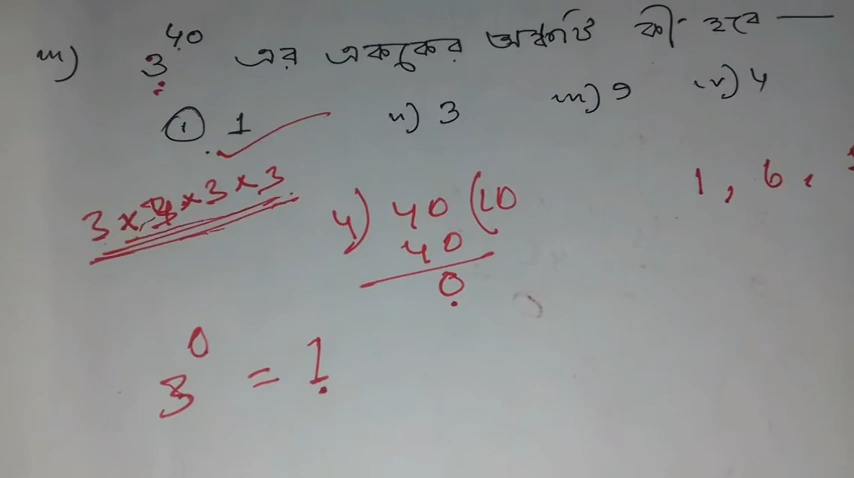 iii) 3⁴⁰ এর এককের অঙ্কটি কী হবে —
i) 1 ii) 3 iii) 9 iv) 4
3 × 3 × 3 × 3
1, 6,
4) 40 (10
40
0
3⁰ = 1